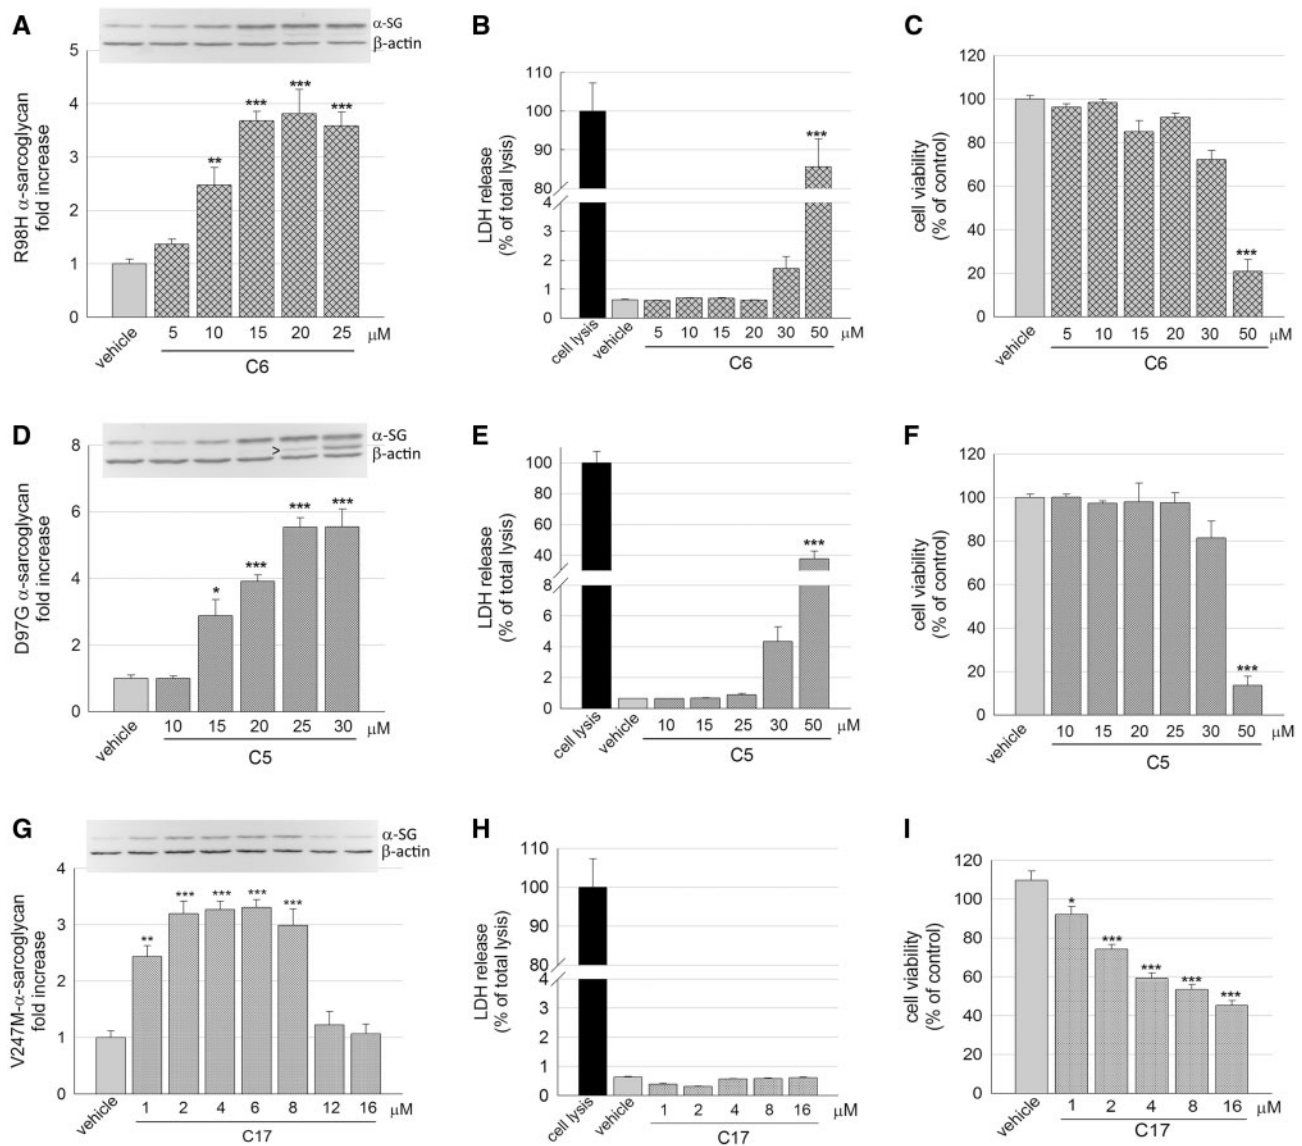 A
α-SG
β-actin
R98H α-sarcoglycan
fold increase
5
4
3
2
1
0
**
***
***
***
vehicle
5 10 15 20 25 μM
C6
B
LDH release
(% of total lysis)
110
100
90
80
4
3
2
1
0
***
cell lysis
vehicle
5 10 15 20 30 50 μM
C6
C
cell viability
(% of control)
120
100
80
60
40
20
0
***
vehicle
5 10 15 20 30 50 μM
C6
D
α-SG
>
β-actin
D97G α-sarcoglycan
fold increase
8
6
4
2
0
*
***
***
***
vehicle
10 15 20 25 30 μM
C5
E
LDH release
(% of total lysis)
100
80
60
40
8
6
4
2
0
***
cell lysis
vehicle
10 15 25 30 50 μM
C5
F
cell viability
(% of control)
120
100
80
60
40
20
0
***
vehicle
10 15 20 25 30 50 μM
C5
G
α-SG
β-actin
V247M-α-sarcoglycan
fold increase
4
3
2
1
0
**
***
***
***
***
vehicle
1 2 4 6 8 12 16 μM
C17
H
LDH release
(% of total lysis)
110
100
90
80
4
3
2
1
0
cell lysis
vehicle
1 2 4 8 16 μM
C17
I
cell viability
(% of control)
120
100
80
60
40
20
0
*
***
***
***
***
vehicle
1 2 4 8 16 μM
C17